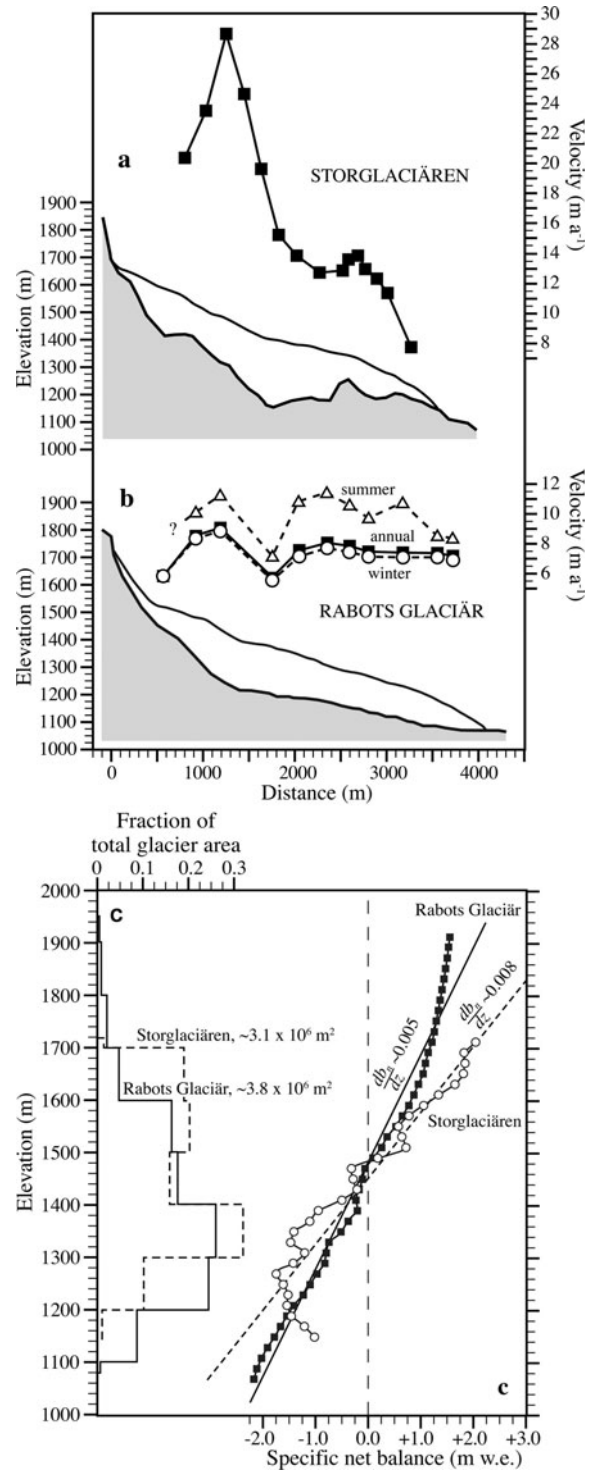 30
28
26
24
22
20
18
16
14
12
10
8
Velocity (m a⁻¹)
a
STORGLACIÄREN
1900
1800
1700
1600
1500
1400
1300
1200
1100
1000
Elevation (m)
b
12
10
8
6
Velocity (m a⁻¹)
summer
?
annual
winter
RABOTS GLACIÄR
1900
1800
1700
1600
1500
1400
1300
1200
1100
1000
Elevation (m)
0 1000 2000 3000 4000
Distance (m)
Fraction of
total glacier area
0 0.1 0.2 0.3
c
2000
1900
1800
1700
1600
1500
1400
1300
1200
1100
1000
Elevation (m)
Rabots Glaciär
db_n/dz ~0.005
db_n/dz ~0.008
Storglaciären, ~3.1 x 10⁶ m²
Rabots Glaciär, ~3.8 x 10⁶ m²
Storglaciären
c
-2.0 -1.0 0.0 +1.0 +2.0 +3.0
Specific net balance (m w.e.)